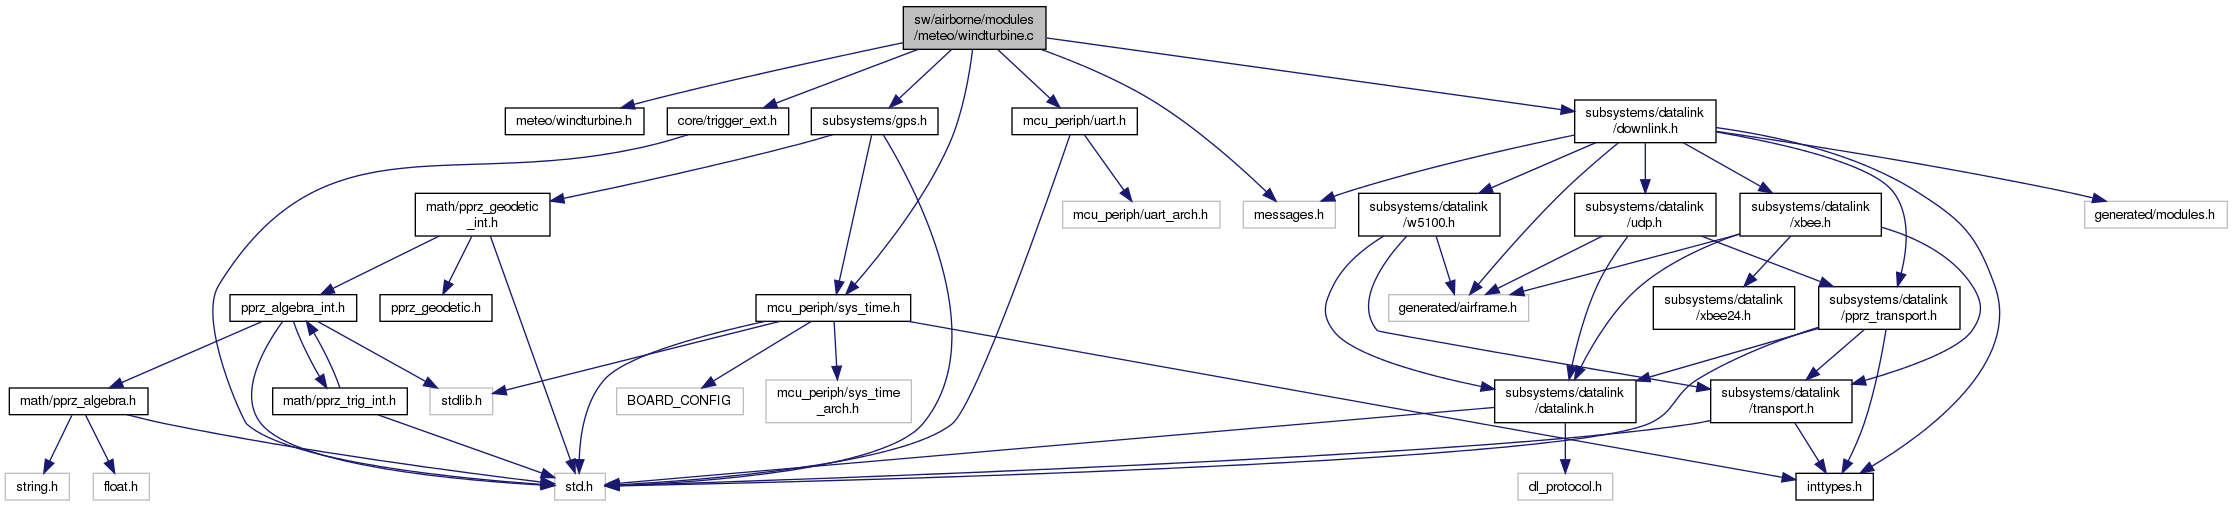 sw/airborne/modules
/meteo/windturbine.c
meteo/windturbine.h
core/trigger_ext.h
subsystems/gps.h
mcu_periph/uart.h
subsystems/datalink
/downlink.h
math/pprz_geodetic
_int.h
mcu_periph/uart_arch.h
messages.h
subsystems/datalink
/w5100.h
subsystems/datalink
/udp.h
subsystems/datalink
/xbee.h
generated/modules.h
pprz_algebra_int.h
pprz_geodetic.h
mcu_periph/sys_time.h
generated/airframe.h
subsystems/datalink
/xbee24.h
subsystems/datalink
/pprz_transport.h
math/pprz_algebra.h
math/pprz_trig_int.h
stdlib.h
BOARD_CONFIG
mcu_periph/sys_time
_arch.h
subsystems/datalink
/datalink.h
subsystems/datalink
/transport.h
string.h
float.h
std.h
dl_protocol.h
inttypes.h